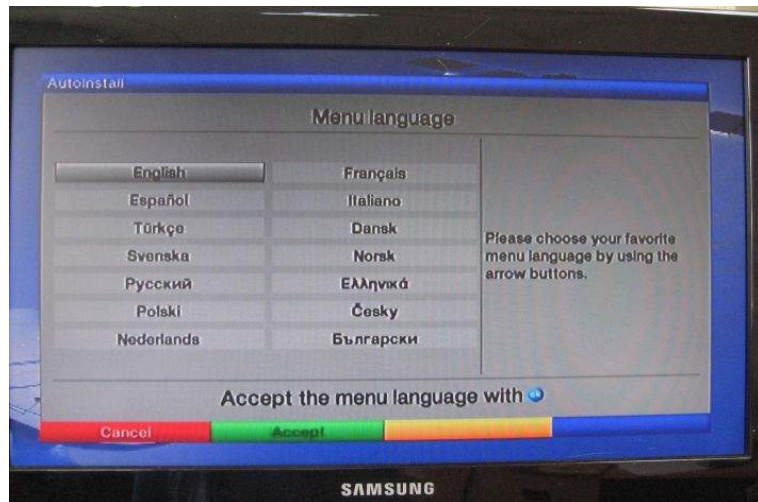 Autoinstall
Menu language
English
Français
Español
Italiano
Türkçe
Dansk
Svenska
Norsk
Русский
Ελληνικά
Polski
Česky
Nederlands
Български
Please choose your favorite
menu language by using the
arrow buttons.
Accept the menu language with ok
Cancel
Accept
SAMSUNG